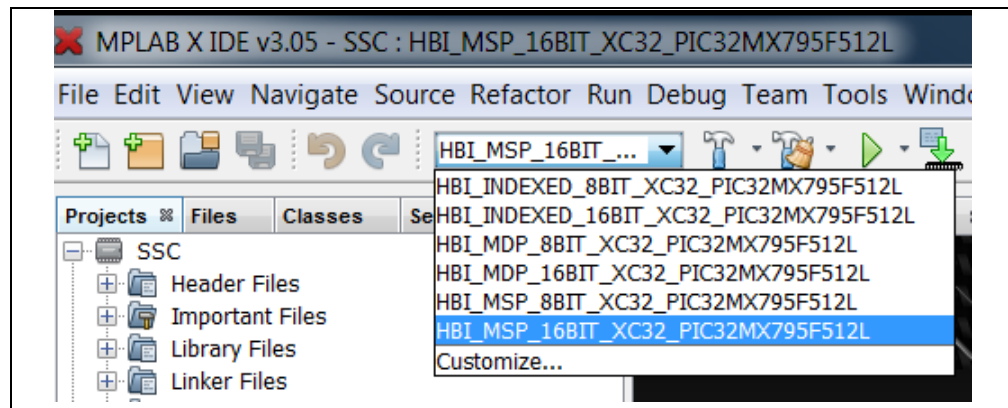 MPLAB X IDE v3.05 - SSC : HBI_MSP_16BIT_XC32_PIC32MX795F512L
File Edit View Navigate Source Refactor Run Debug Team Tools
HBI_MSP_16BIT_...
HBI_INDEXED_8BIT_XC32_PIC32MX795F512L
HBI_INDEXED_16BIT_XC32_PIC32MX795F512L
HBI_MDP_8BIT_XC32_PIC32MX795F512L
HBI_MDP_16BIT_XC32_PIC32MX795F512L
HBI_MSP_8BIT_XC32_PIC32MX795F512L
HBI_MSP_16BIT_XC32_PIC32MX795F512L
Customize...
Projects Files Classes
SSC
Header Files
Important Files
Library Files
Linker Files